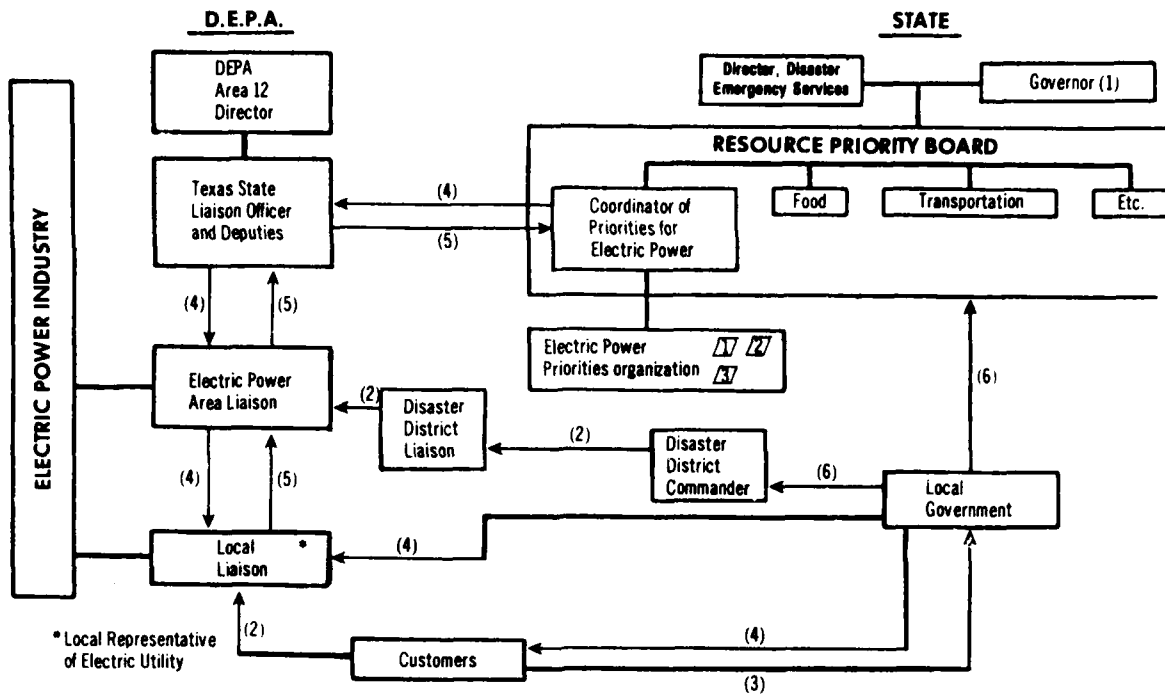 D.E.P.A.
STATE
DEPA
Area 12
Director
Director, Disaster
Emergency Services
Governor (1)
RESOURCE PRIORITY BOARD
Texas State
Liaison Officer
and Deputies
(4)
(5)
Coordinator of
Priorities for
Electric Power
Food
Transportation
Etc.
ELECTRIC POWER INDUSTRY
(4)
(5)
Electric Power
Priorities organization
1
2
3
Electric Power
Area Liaison
(2)
Disaster
District
Liaison
(2)
Disaster
District
Commander
(6)
(6)
Local
Government
(4)
(5)
Local *
Liaison
(4)
* Local Representative
of Electric Utility
(2)
Customers
(4)
(3)